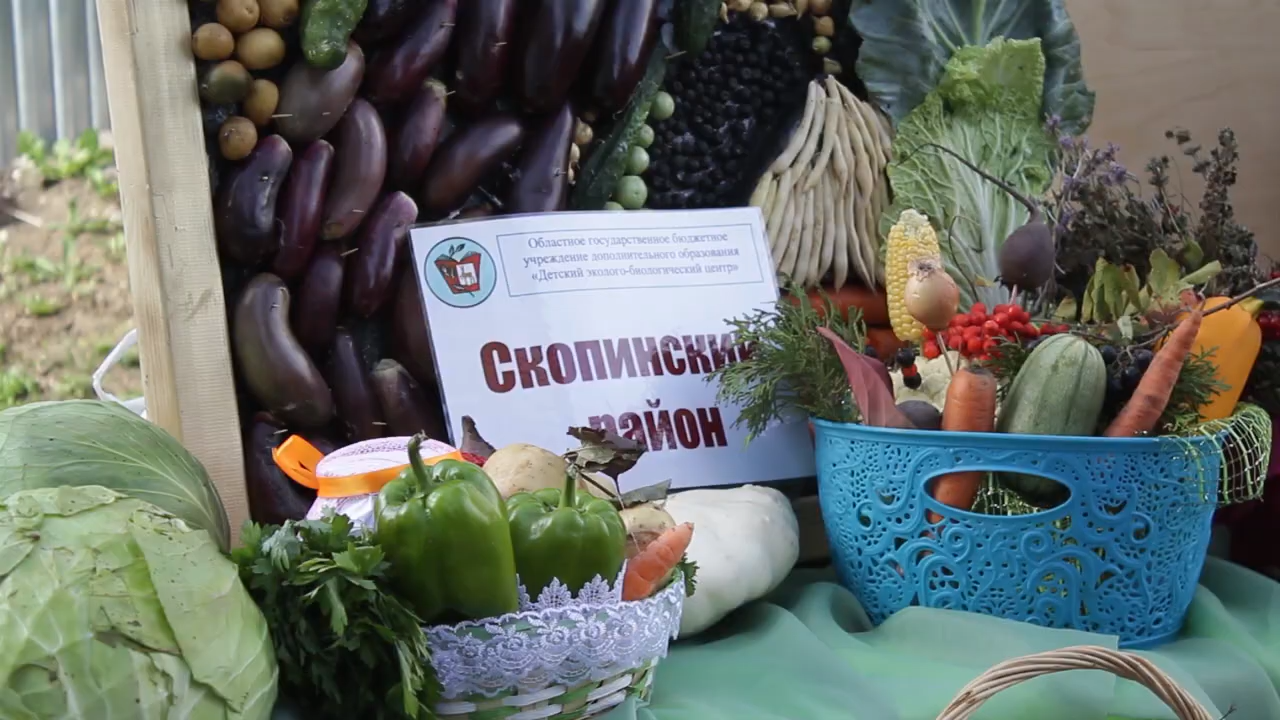 Областное государственное бюджетное
учреждение дополнительного образования
«Детский эколого-биологический центр»
Скопинский
район